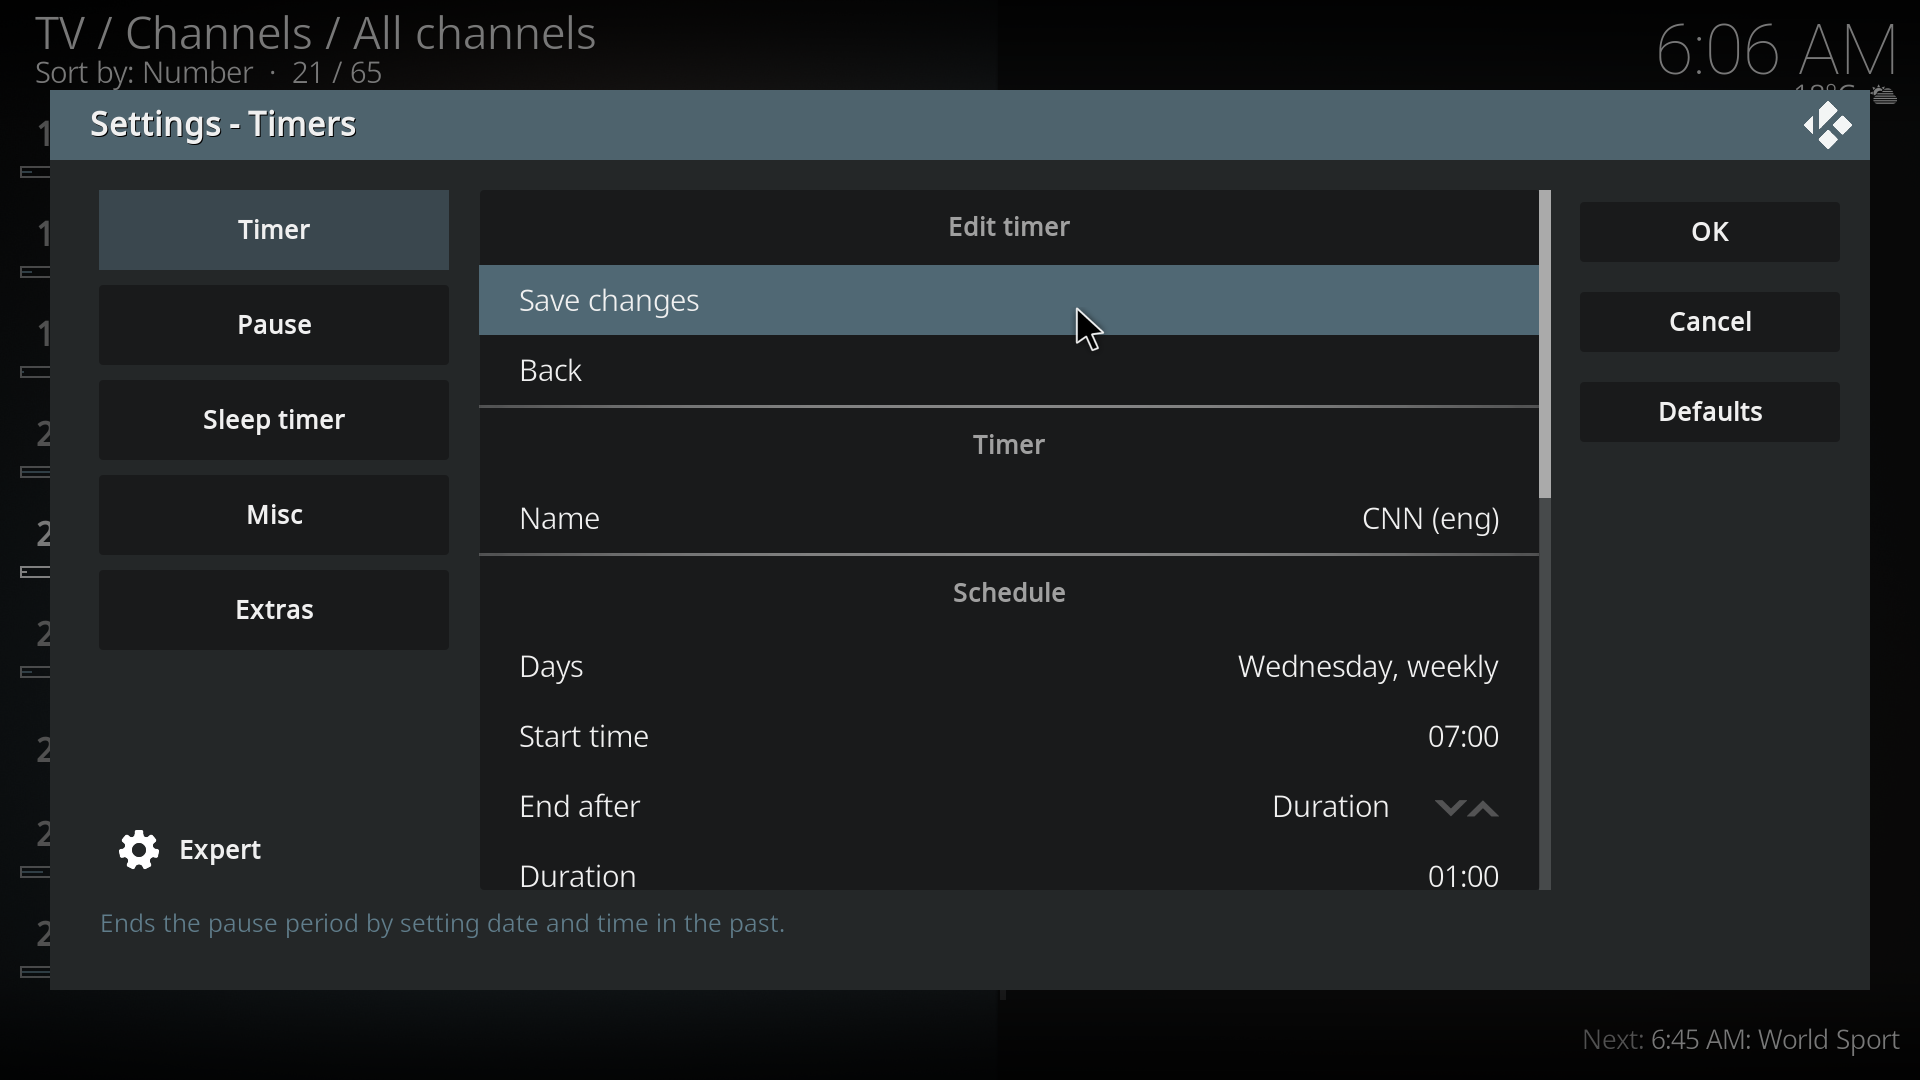 TV / Channels / All channels
Sort by: Number · 21 / 65
6:06 AM
Settings - Timers
Timer
Pause
Sleep timer
Misc
Extras
Expert
Edit timer
Save changes
Back
Timer
Name CNN (eng)
Schedule
Days Wednesday, weekly
Start time 07:00
End after Duration
Duration 01:00
OK
Cancel
Defaults
Ends the pause period by setting date and time in the past.
Next: 6:45 AM: World Sport